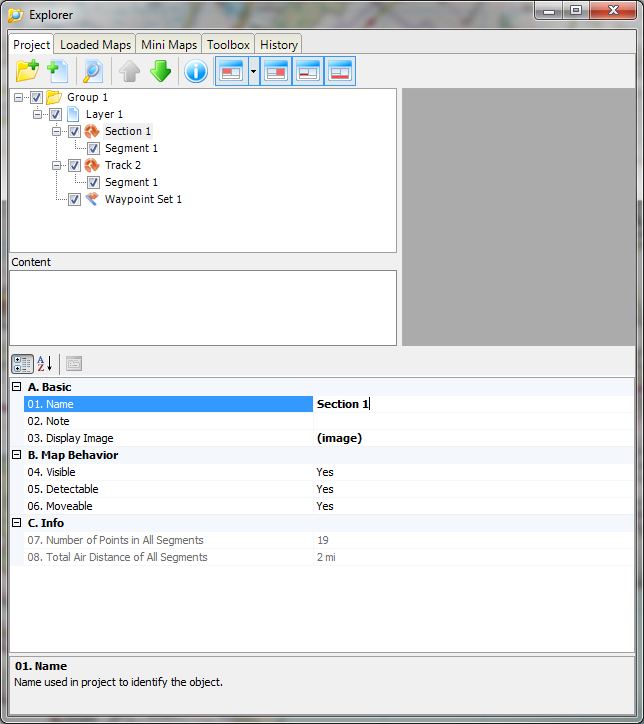 Explorer
Project Loaded Maps Mini Maps Toolbox History
Group 1
Layer 1
Section 1
Segment 1
Track 2
Segment 1
Waypoint Set 1
Content
A
Z
A. Basic
01. Name Section 1
02. Note
03. Display Image (image)
B. Map Behavior
04. Visible Yes
05. Detectable Yes
06. Moveable Yes
C. Info
07. Number of Points in All Segments 19
08. Total Air Distance of All Segments 2 mi
01. Name
Name used in project to identify the object.